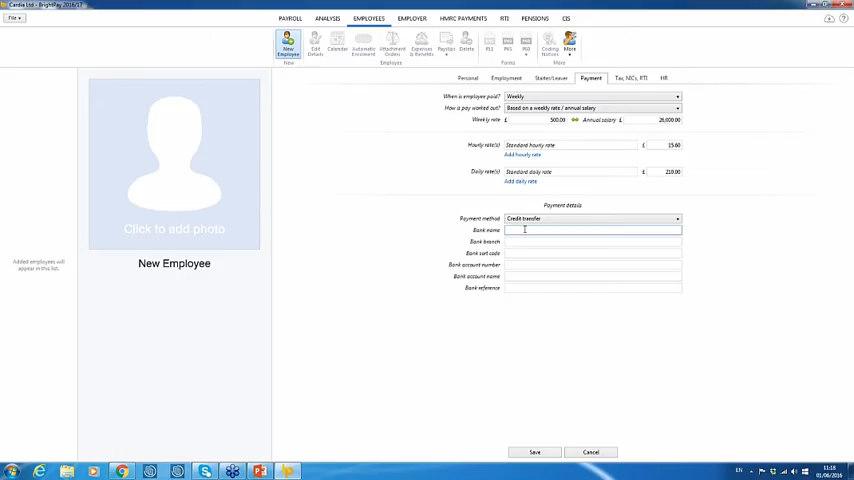 Cardia Ltd - BrightPay 2016/17
File
PAYROLL ANALYSIS EMPLOYEES EMPLOYER HMRC PAYMENTS RTI PENSIONS CIS
New Employee
Edit Details
Calendar
Automatic Enrolment
Attachment Orders
Expenses & Benefits
Payslips
Delete
P11
P45
P60
Coding Notices
More
New
Employee
Forms
More
Personal Employment Starter/Leaver Payment Tax, NICs, RTI HR
When is employee paid? Weekly
How is pay worked out? Based on a weekly rate / annual salary
Weekly rate £ 500.00 Annual salary £ 26,000.00
Hourly rate(s) Standard hourly rate £ 15.60
Add hourly rate
Daily rate(s) Standard daily rate £ 210.00
Add daily rate
Payment details
Payment method Credit transfer
Bank name
Bank branch
Bank sort code
Bank account number
Bank account name
Bank reference
Click to add photo
New Employee
Added employees will
appear in this list.
Save Cancel
EN
11:18
01/06/2016